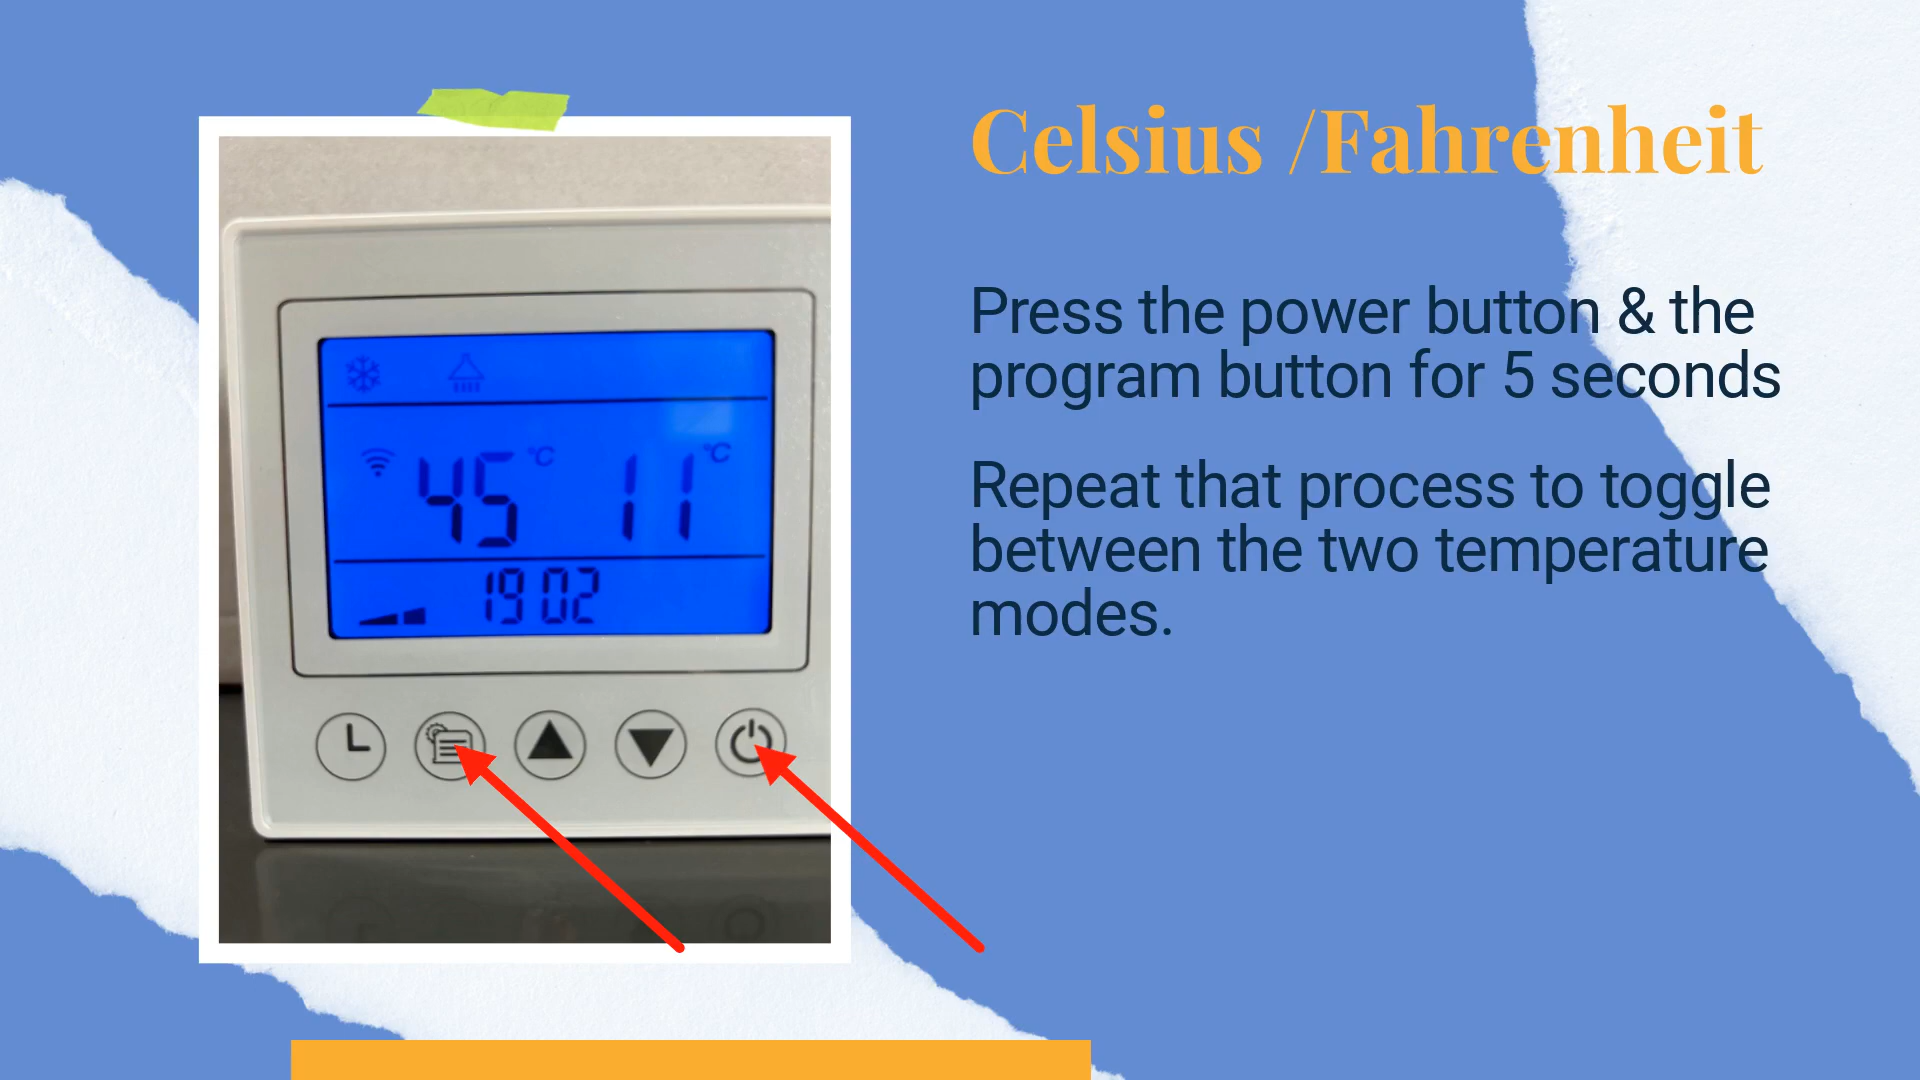 Celsius /Fahrenheit
Press the power button & the
program button for 5 seconds
Repeat that process to toggle
between the two temperature
modes.
45 °C 11 °C
19 02